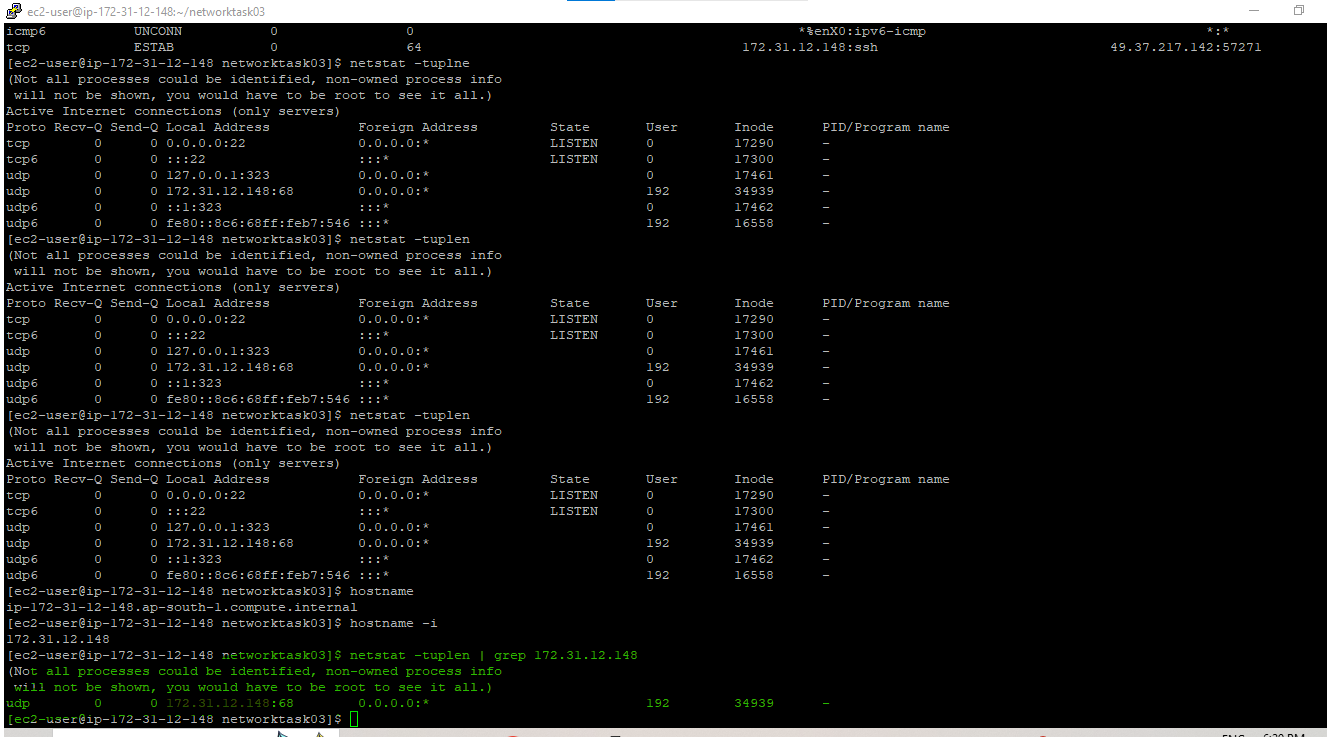 ec2-user@ip-172-31-12-148:~/networktask03
icmp6 UNCONN 0 0 *%enX0:ipv6-icmp *:*
tcp ESTAB 0 64 172.31.12.148:ssh 49.37.217.142:57271
[ec2-user@ip-172-31-12-148 networktask03]$ netstat -tuplne
(Not all processes could be identified, non-owned process info
will not be shown, you would have to be root to see it all.)
Active Internet connections (only servers)
Proto Recv-Q Send-Q Local Address Foreign Address State User Inode PID/Program name
tcp 0 0 0.0.0.0:22 0.0.0.0:* LISTEN 0 17290 -
tcp6 0 0 :::22 :::* LISTEN 0 17300 -
udp 0 0 127.0.0.1:323 0.0.0.0:* 0 17461 -
udp 0 0 172.31.12.148:68 0.0.0.0:* 192 34939 -
udp6 0 0 ::1:323 :::* 0 17462 -
udp6 0 0 fe80::8c6:68ff:feb7:546 :::* 192 16558 -
[ec2-user@ip-172-31-12-148 networktask03]$ netstat -tuplen
(Not all processes could be identified, non-owned process info
will not be shown, you would have to be root to see it all.)
Active Internet connections (only servers)
Proto Recv-Q Send-Q Local Address Foreign Address State User Inode PID/Program name
tcp 0 0 0.0.0.0:22 0.0.0.0:* LISTEN 0 17290 -
tcp6 0 0 :::22 :::* LISTEN 0 17300 -
udp 0 0 127.0.0.1:323 0.0.0.0:* 0 17461 -
udp 0 0 172.31.12.148:68 0.0.0.0:* 192 34939 -
udp6 0 0 ::1:323 :::* 0 17462 -
udp6 0 0 fe80::8c6:68ff:feb7:546 :::* 192 16558 -
[ec2-user@ip-172-31-12-148 networktask03]$ netstat -tuplen
(Not all processes could be identified, non-owned process info
will not be shown, you would have to be root to see it all.)
Active Internet connections (only servers)
Proto Recv-Q Send-Q Local Address Foreign Address State User Inode PID/Program name
tcp 0 0 0.0.0.0:22 0.0.0.0:* LISTEN 0 17290 -
tcp6 0 0 :::22 :::* LISTEN 0 17300 -
udp 0 0 127.0.0.1:323 0.0.0.0:* 0 17461 -
udp 0 0 172.31.12.148:68 0.0.0.0:* 192 34939 -
udp6 0 0 ::1:323 :::* 0 17462 -
udp6 0 0 fe80::8c6:68ff:feb7:546 :::* 192 16558 -
[ec2-user@ip-172-31-12-148 networktask03]$ hostname
ip-172-31-12-148.ap-south-1.compute.internal
[ec2-user@ip-172-31-12-148 networktask03]$ hostname -i
172.31.12.148
[ec2-user@ip-172-31-12-148 networktask03]$ netstat -tuplen | grep 172.31.12.148
(Not all processes could be identified, non-owned process info
will not be shown, you would have to be root to see it all.)
udp 0 0 172.31.12.148:68 0.0.0.0:* 192 34939 -
[ec2-user@ip-172-31-12-148 networktask03]$